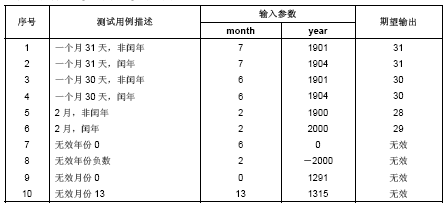 序号 测试用例描述 输入参数 期望输出
month year
1 一个月 31 天，非闰年 7 1901 31
2 一个月 31 天，闰年 7 1904 31
3 一个月 30 天，非闰年 6 1901 30
4 一个月 30 天，闰年 6 1904 30
5 2 月，非闰年 2 1900 28
6 2 月，闰年 2 2000 29
7 无效年份 0 6 0 无效
8 无效年份负数 2 －2000 无效
9 无效月份 0 0 1291 无效
10 无效月份 13 13 1315 无效